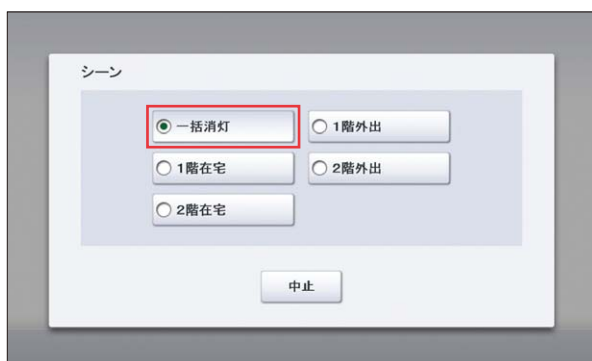 シーン
一括消灯
1階外出
1階在宅
2階外出
2階在宅
中止